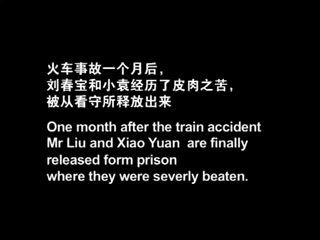 火车事故一个月后，
刘春宝和小袁经历了皮肉之苦，
被从看守所释放出来
One month after the train accident
Mr Liu and Xiao Yuan are finally
released form prison
where they were severly beaten.